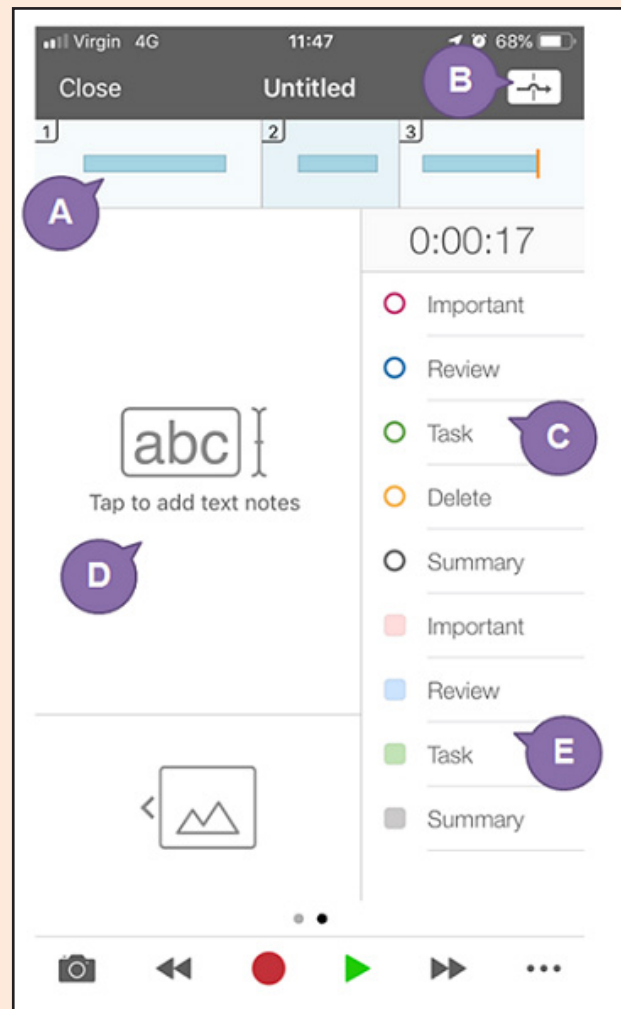 Virgin 4G 11:47 68%
Close Untitled B
1 2 3
A
0:00:17
Important
Review
abc Task C
Tap to add text notes Delete
D Summary
Important
Review
Task E
Summary